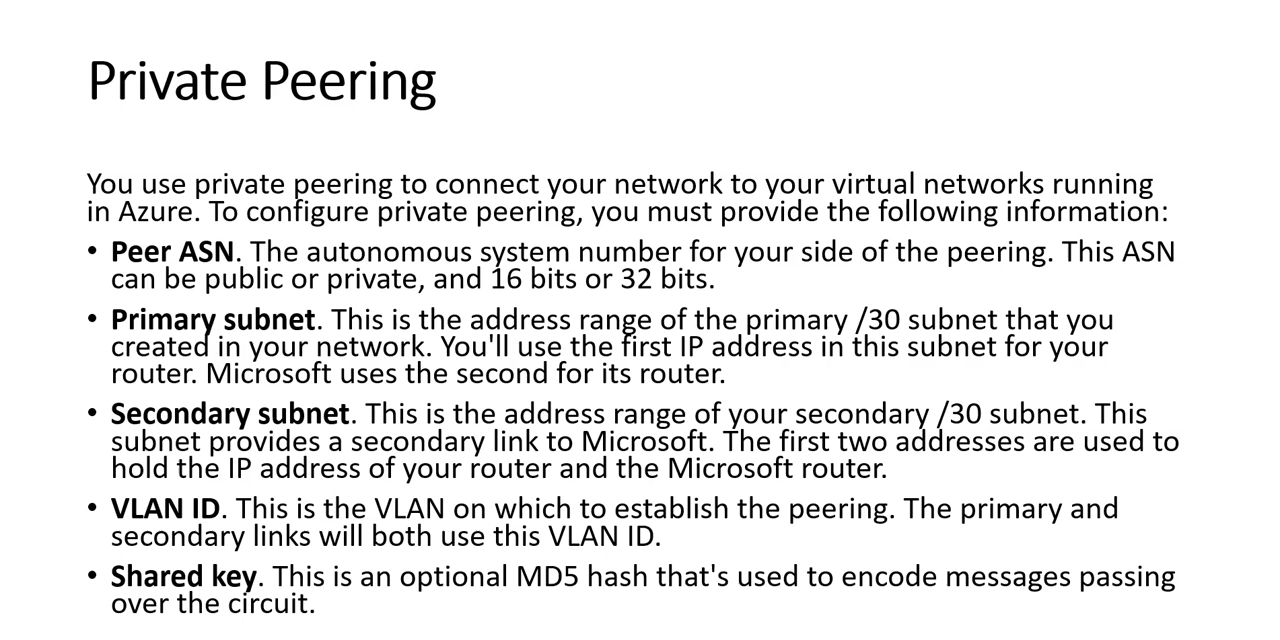 Private Peering
You use private peering to connect your network to your virtual networks running
in Azure. To configure private peering, you must provide the following information:
• Peer ASN. The autonomous system number for your side of the peering. This ASN
can be public or private, and 16 bits or 32 bits.
• Primary subnet. This is the address range of the primary /30 subnet that you
created in your network. You'll use the first IP address in this subnet for your
router. Microsoft uses the second for its router.
• Secondary subnet. This is the address range of your secondary /30 subnet. This
subnet provides a secondary link to Microsoft. The first two addresses are used to
hold the IP address of your router and the Microsoft router.
• VLAN ID. This is the VLAN on which to establish the peering. The primary and
secondary links will both use this VLAN ID.
• Shared key. This is an optional MD5 hash that's used to encode messages passing
over the circuit.